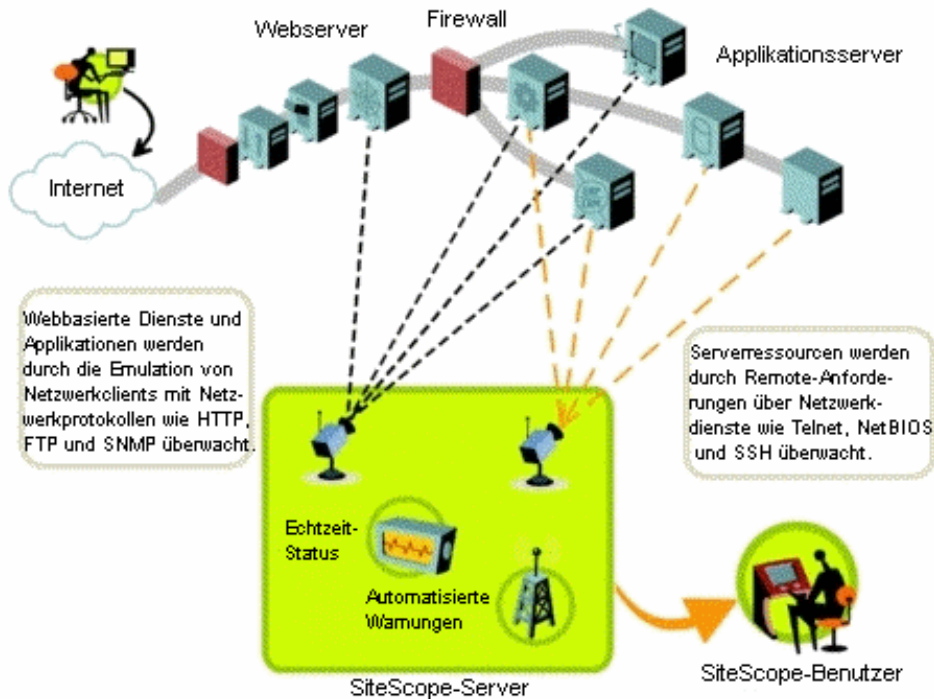 Webserver
Firewall
Applikationsserver
Internet
Webbasierte Dienste und
Applikationen werden
durch die Emulation von
Netzwerkclients mit Netz-
werkprotokollen wie HTTP,
FTP und SNMP überwacht.
Serverressourcen werden
durch Remote-Anforde-
rungen über Netzwerk-
dienste wie Telnet, NetBIOS
und SSH überwacht.
Echtzeit-
Status
Automatisierte
Warnungen
SiteScope-Server
SiteScope-Benutzer